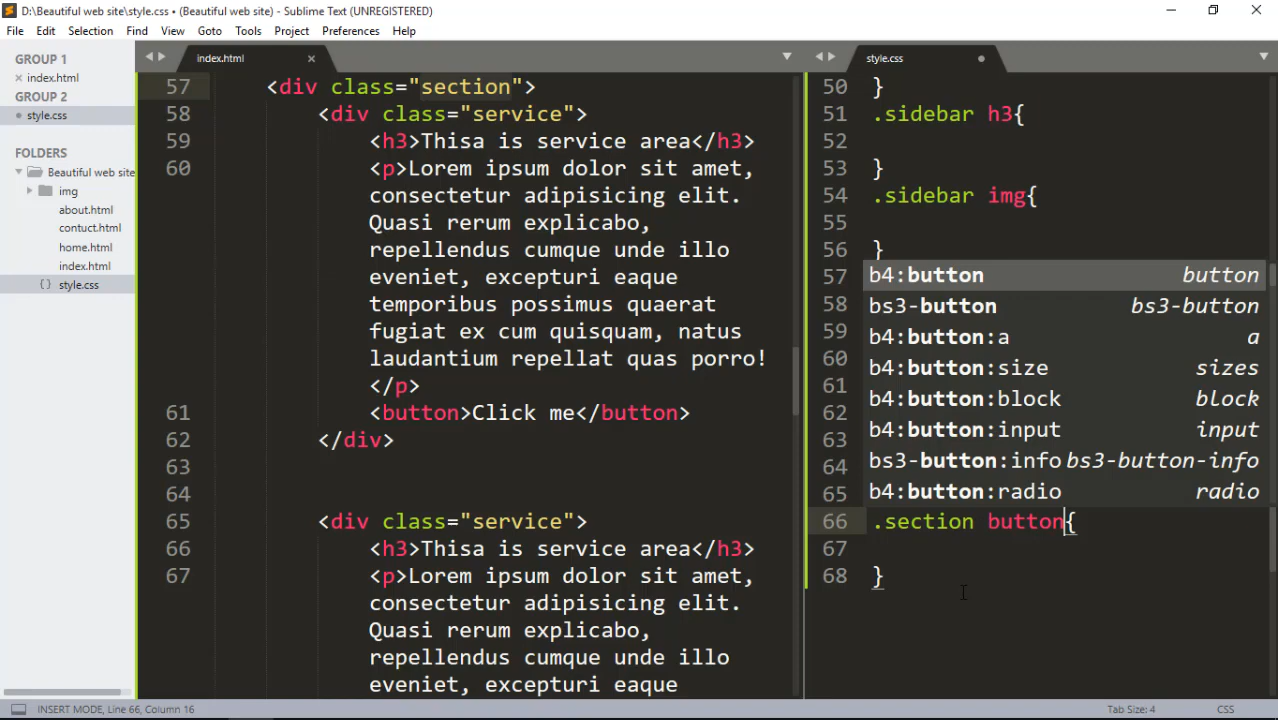 D:\Beautiful web site\style.css • (Beautiful web site) - Sublime Text (UNREGISTERED)
File Edit Selection Find View Goto Tools Project Preferences Help
GROUP 1
index.html
GROUP 2
style.css
FOLDERS
Beautiful web site
img
about.html
contuct.html
home.html
index.html
style.css
index.html
57 <div class="section">
58 <div class="service">
59 <h3>Thisa is service area</h3>
60 <p>Lorem ipsum dolor sit amet,
consectetur adipisicing elit.
Quasi rerum explicabo,
repellendus cumque unde illo
eveniet, excepturi eaque
temporibus possimus quaerat
fugiat ex cum quisquam, natus
laudantium repellat quas porro!
</p>
61 <button>Click me</button>
62 </div>
63
64
65 <div class="service">
66 <h3>Thisa is service area</h3>
67 <p>Lorem ipsum dolor sit amet,
consectetur adipisicing elit.
Quasi rerum explicabo,
repellendus cumque unde illo
eveniet, excepturi eaque
style.css
50 }
51 .sidebar h3{
52
53 }
54 .sidebar img{
55
56 }
57
58
59
60
61
62
63
64
65
b4:button button
bs3-button bs3-button
b4:button:a a
b4:button:size sizes
b4:button:block block
b4:button:input input
bs3-button:info bs3-button-info
b4:button:radio radio
66 .section button{
67
68 }
INSERT MODE, Line 66, Column 16
Tab Size: 4
CSS